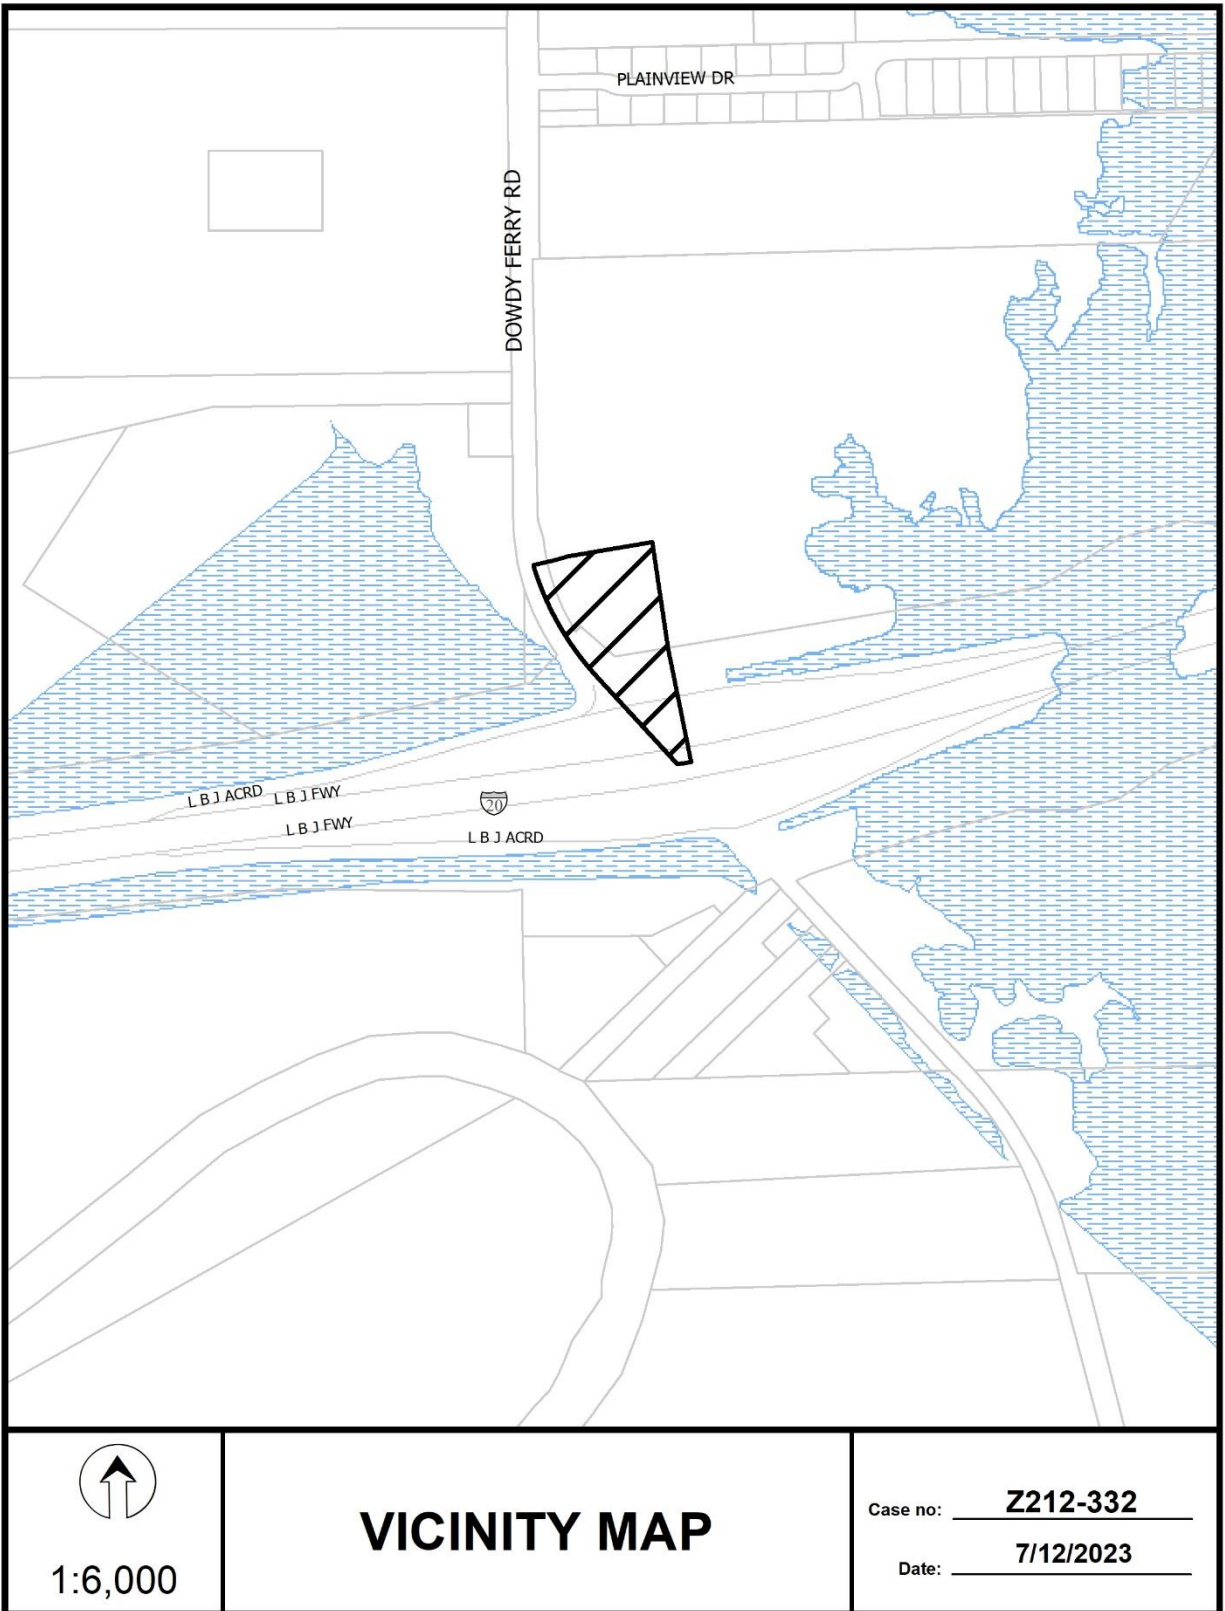 PLAINVIEW DR
DOWDY FERRY RD
L B J ACRD
L B J FWY
20
L B J FWY
L B J ACRD
1:6,000
VICINITY MAP
Case no: Z212-332
Date: 7/12/2023